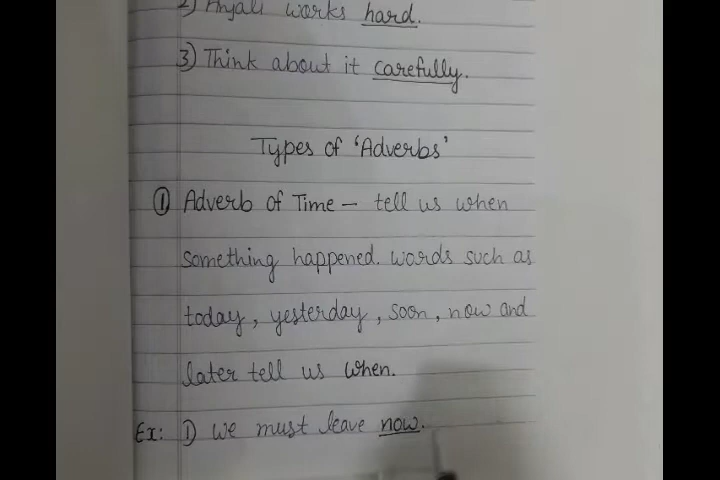 2) Anjali works hard.
3) Think about it carefully.
Types of 'Adverbs'
① Adverb of Time – tell us when
something happened. words such as
today, yesterday, soon, now and
later tell us when.
Ex: 1) we must leave now.